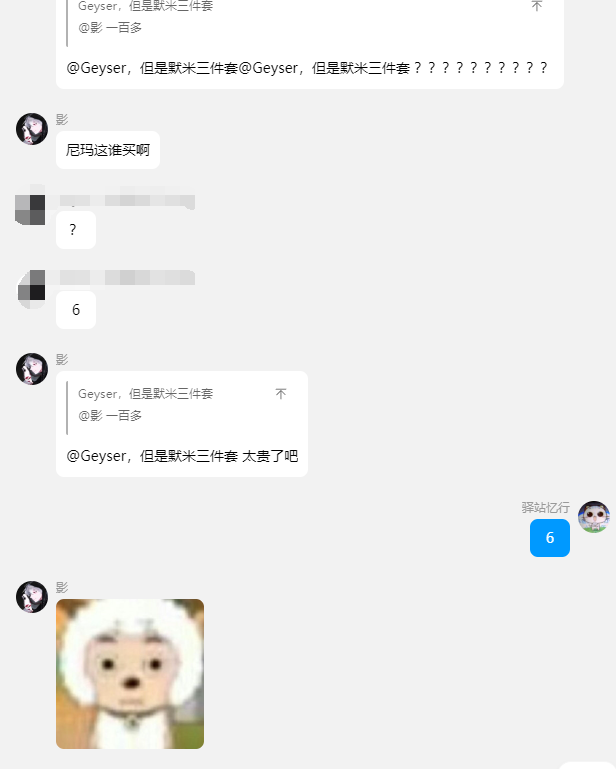 Geyser，但是默米三件套
@影 一百多
@Geyser，但是默米三件套@Geyser，但是默米三件套？？？？？？？？？？
影
尼玛这谁买啊
？
6
影
Geyser，但是默米三件套
@影 一百多
@Geyser，但是默米三件套 太贵了吧
驿站忆行
6
影